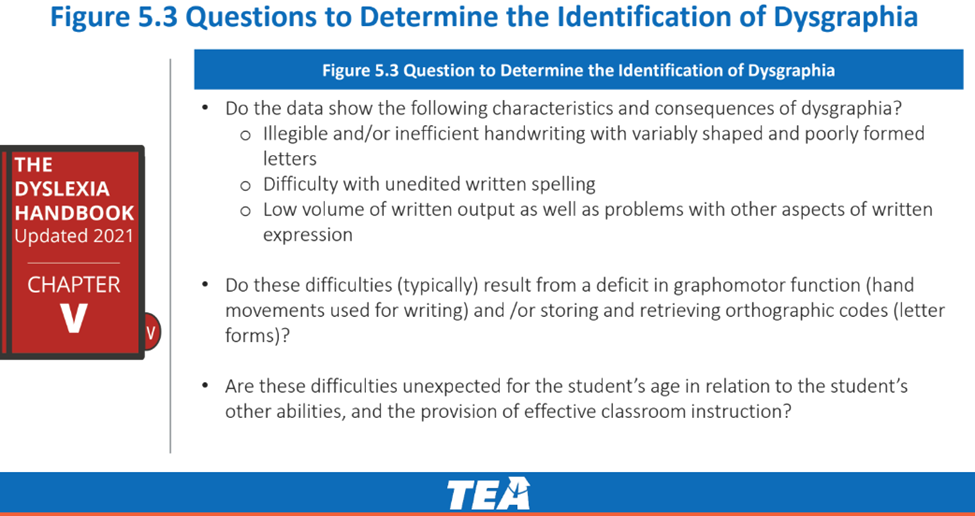 Figure 5.3 Questions to Determine the Identification of Dysgraphia
Figure 5.3 Question to Determine the Identification of Dysgraphia
• Do the data show the following characteristics and consequences of dysgraphia?
o Illegible and/or inefficient handwriting with variably shaped and poorly formed
letters
o Difficulty with unedited written spelling
o Low volume of written output as well as problems with other aspects of written
expression
• Do these difficulties (typically) result from a deficit in graphomotor function (hand
movements used for writing) and /or storing and retrieving orthographic codes (letter
forms)?
• Are these difficulties unexpected for the student's age in relation to the student's
other abilities, and the provision of effective classroom instruction?
THE
DYSLEXIA
HANDBOOK
Updated 2021
CHAPTER
V
V
TEA